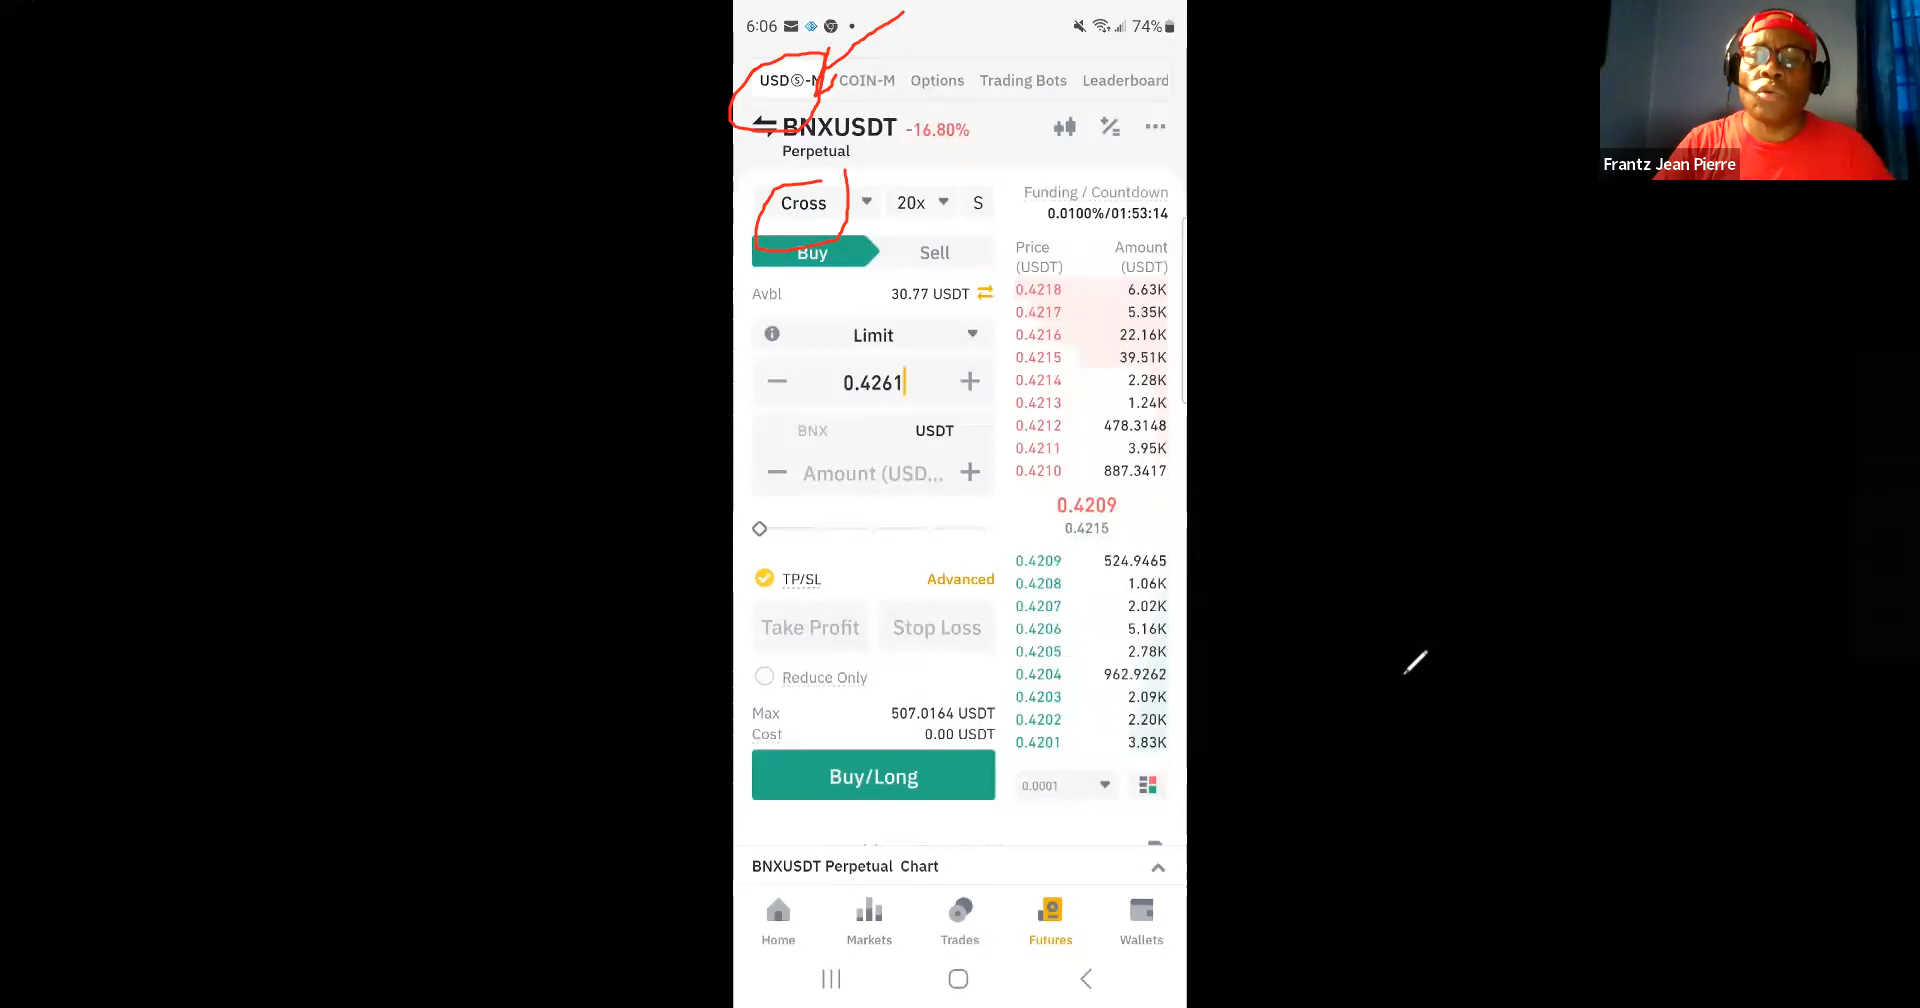 6:06
74%
USDⓈ-M COIN-M Options Trading Bots Leaderboard
BNXUSDT -16.80%
Perpetual
Cross 20x S
Funding / Countdown
0.0100%/01:53:14
Buy Sell
Price (USDT) Amount (USDT)
Avbl 30.77 USDT
Limit
0.4261
BNX USDT
Amount (USD...
TP/SL Advanced
Take Profit Stop Loss
Reduce Only
Max 507.0164 USDT
Cost 0.00 USDT
Buy/Long
0.4218 6.63K
0.4217 5.35K
0.4216 22.16K
0.4215 39.51K
0.4214 2.28K
0.4213 1.24K
0.4212 478.3148
0.4211 3.95K
0.4210 887.3417
0.4209
0.4215
0.4209 524.9465
0.4208 1.06K
0.4207 2.02K
0.4206 5.16K
0.4205 2.78K
0.4204 962.9262
0.4203 2.09K
0.4202 2.20K
0.4201 3.83K
0.0001
BNXUSDT Perpetual Chart
Home Markets Trades Futures Wallets
Frantz Jean Pierre